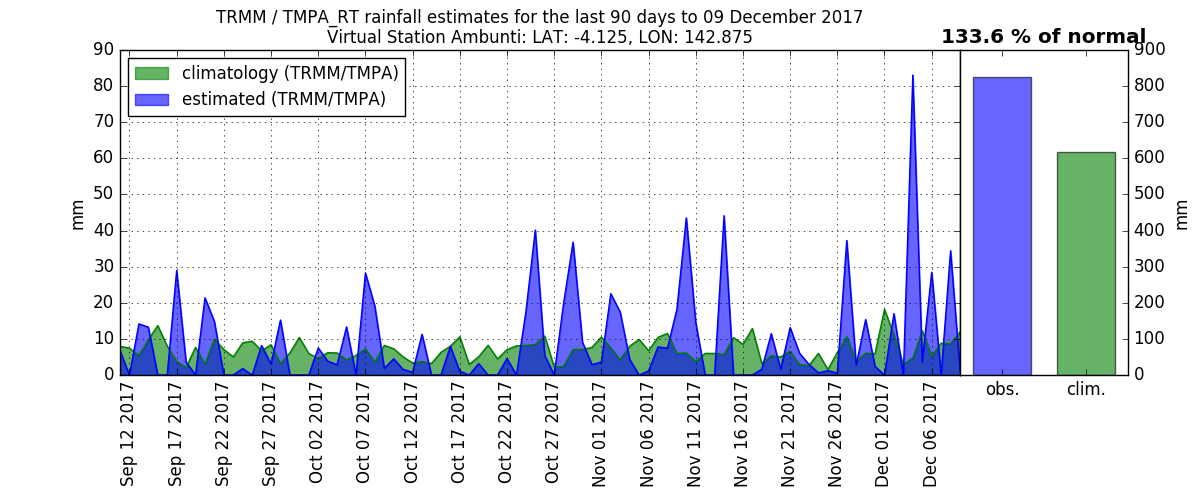 TRMM / TMPA_RT rainfall estimates for the last 90 days to 09 December 2017
Virtual Station Ambunti: LAT: -4.125, LON: 142.875
133.6 % of normal
climatology (TRMM/TMPA)
estimated (TRMM/TMPA)
90
80
70
60
50
40
30
20
10
0
mm
Sep 12 2017
Sep 17 2017
Sep 22 2017
Sep 27 2017
Oct 02 2017
Oct 07 2017
Oct 12 2017
Oct 17 2017
Oct 22 2017
Oct 27 2017
Nov 01 2017
Nov 06 2017
Nov 11 2017
Nov 16 2017
Nov 21 2017
Nov 26 2017
Dec 01 2017
Dec 06 2017
obs.
clim.
900
800
700
600
500
400
300
200
100
0
mm